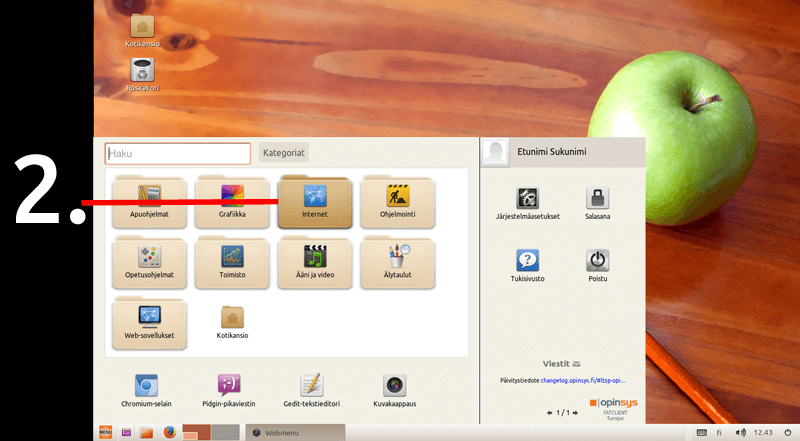 Kotikansio
Roskakori
2.
Haku
Kategoriat
Etunimi Sukunimi
Apuohjelmat
Grafiikka
Internet
Ohjelmointi
Järjestelmäasetukset
Salasana
Opetusohjelmat
Toimisto
Ääni ja video
Älytaulut
Tukisivusto
Poistu
Web-sovellukset
Kotikansio
Viestit
Päivitystiedote changelog.opinsys.fi/#ltsp-opi...
Chromium-selain
Pidgin-pikaviestin
Gedit-tekstieditori
Kuvakaappaus
1 / 1
opinsys
FATCLIENT
Turnipsi
MENU
Webmenu
fi
12.43